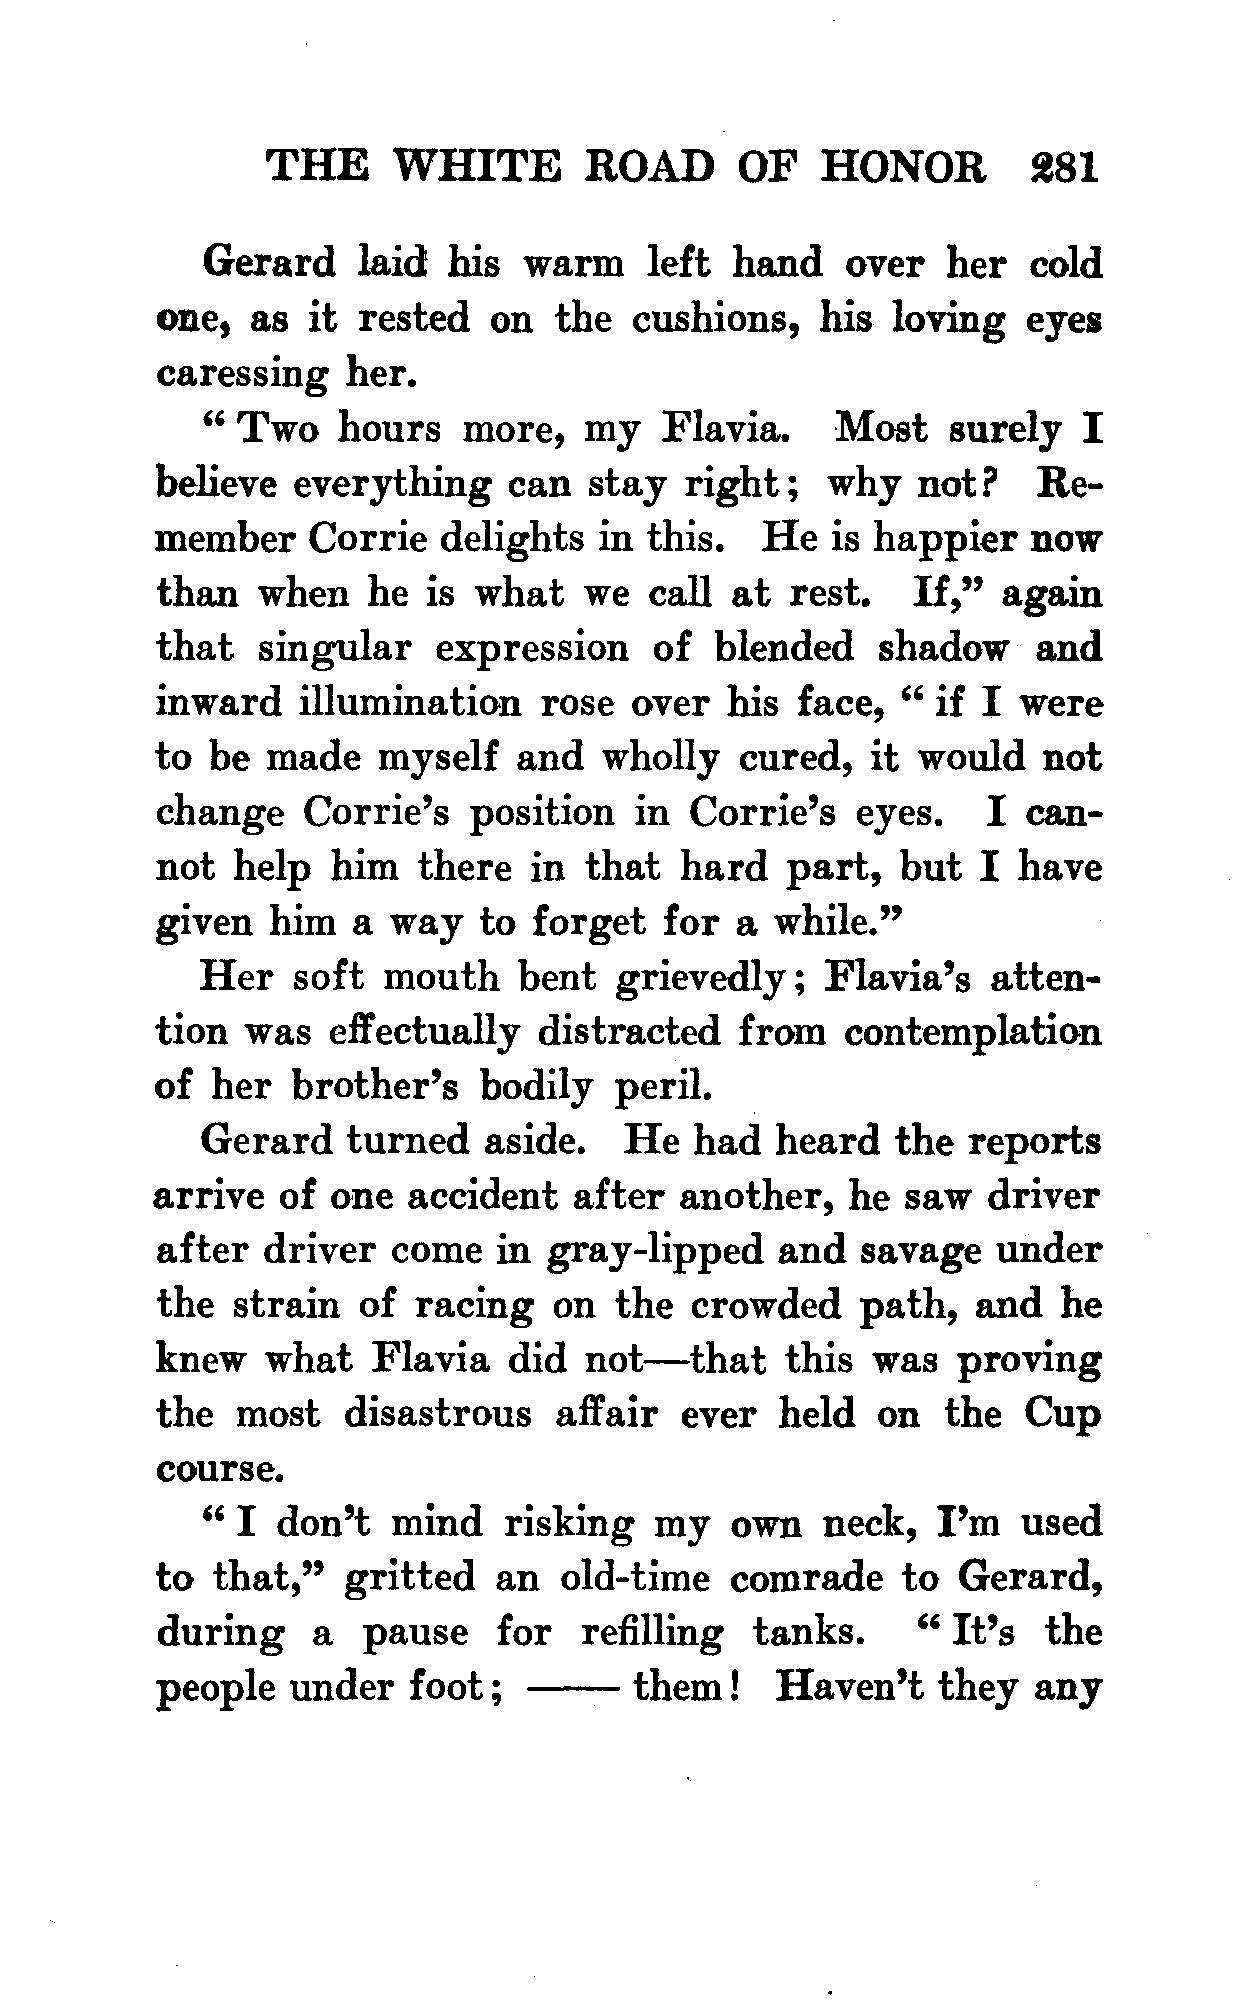 THE WHITE ROAD OF HONOR 281
Gerard laid his warm left hand over her cold
one, as it rested on the cushions, his loving eyes
caressing her.
“ Two hours more, my Flavia. Most surely I
believe everything can stay right; why not? Re-
member Corrie delights in this. He is happier now
than when he is what we call at rest. If,” again
that singular expression of blended shadow and
inward illumination rose over his face, “ if I were
to be made myself and wholly cured, it would not
change Corrie’s position in Corrie’s eyes. I can-
not help him there in that hard part, but I have
given him a way to forget for a while.”
Her soft mouth bent grievedly; Flavia’s atten-
tion was effectually distracted from contemplation
of her brother’s bodily peril.
Gerard turned aside. He had heard the reports
arrive of one accident after another, he saw driver
after driver come in gray-lipped and savage under
the strain of racing on the crowded path, and he
knew what Flavia did not—that this was proving
the most disastrous affair ever held on the Cup
course.
“ I don’t mind risking my own neck, I’m used
to that,” gritted an old-time comrade to Gerard,
during a pause for refilling tanks. “ It’s the
people under foot; —— them! Haven’t they any